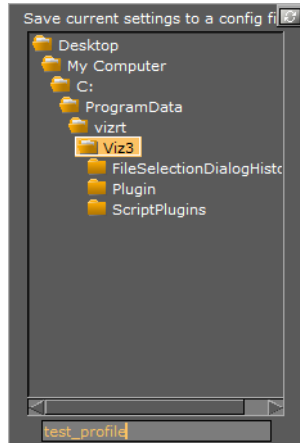 Save current settings to a config fi
Desktop
My Computer
C:
ProgramData
vizrt
Viz3
FileSelectionDialogHisto
Plugin
ScriptPlugins
test_profile